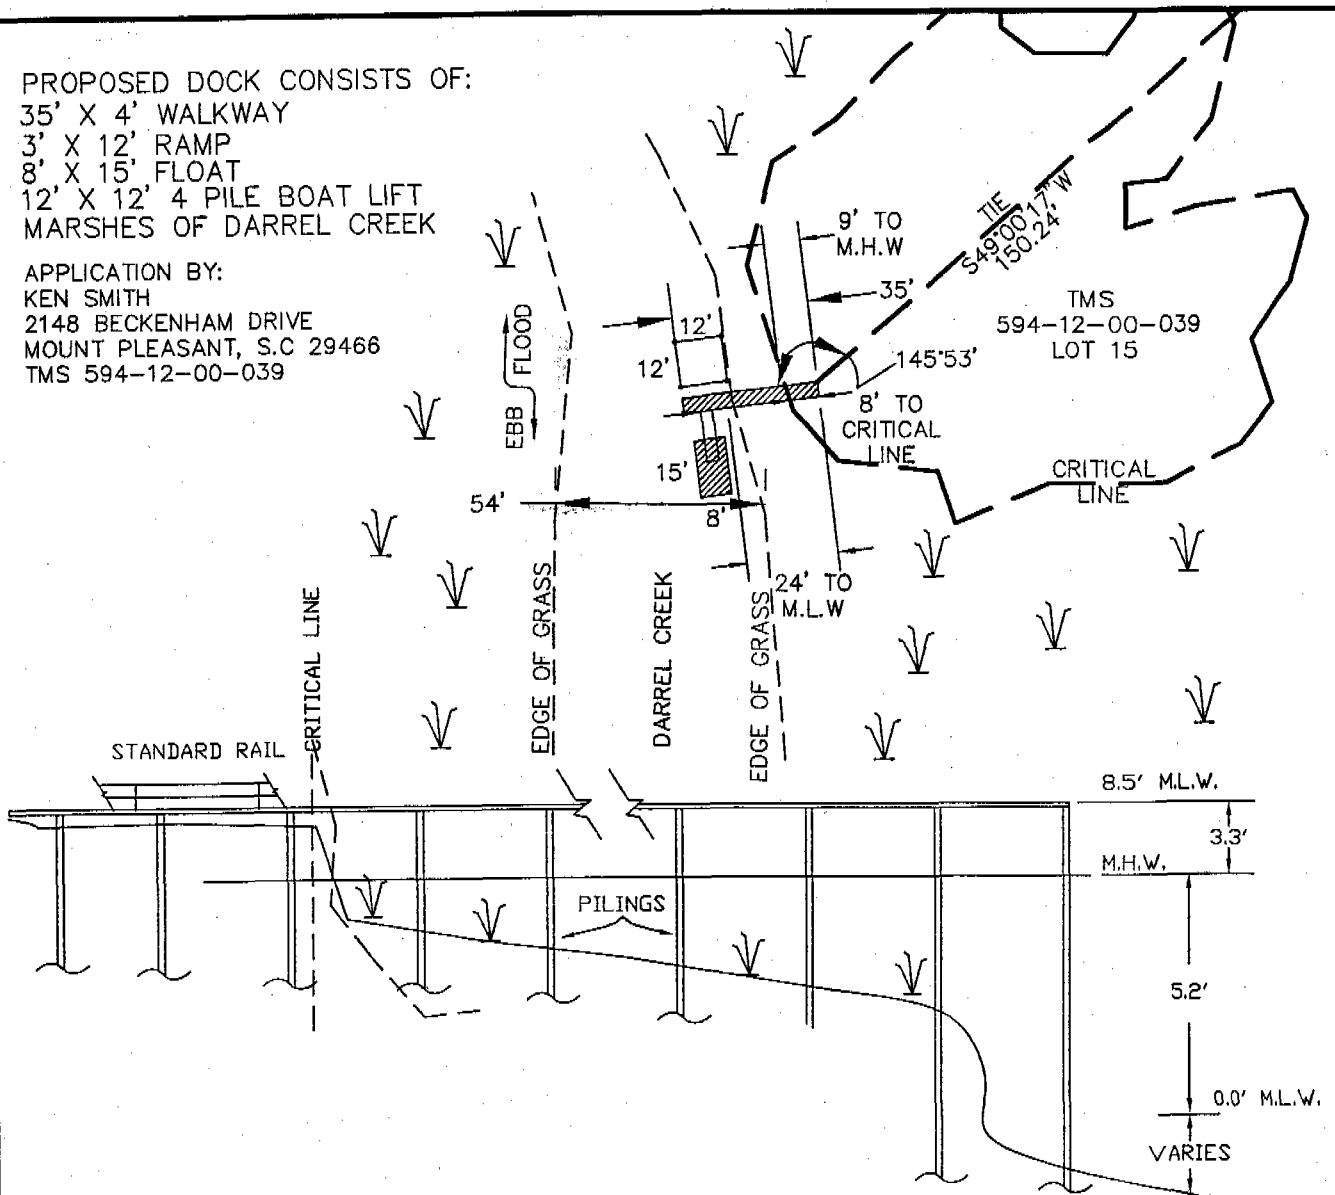 PROPOSED DOCK CONSISTS OF:
35' X 4' WALKWAY
3' X 12' RAMP
8' X 15' FLOAT
12' X 12' 4 PILE BOAT LIFT
MARSHES OF DARREL CREEK
APPLICATION BY:
KEN SMITH
2148 BECKENHAM DRIVE
MOUNT PLEASANT, S.C 29466
TMS 594-12-00-039
9' TO
M.H.W
35'
TIE
S49°00'17"W
150.24'
TMS
594-12-00-039
LOT 15
12'
12'
145°53'
FLOOD
EBB
8' TO
CRITICAL
LINE
CRITICAL
LINE
15'
8'
54'
24' TO
M.L.W
CRITICAL LINE
EDGE OF GRASS
DARREL CREEK
EDGE OF GRASS
STANDARD RAIL
8.5' M.L.W.
3.3'
M.H.W.
PILINGS
5.2'
0.0' M.L.W.
VARIES